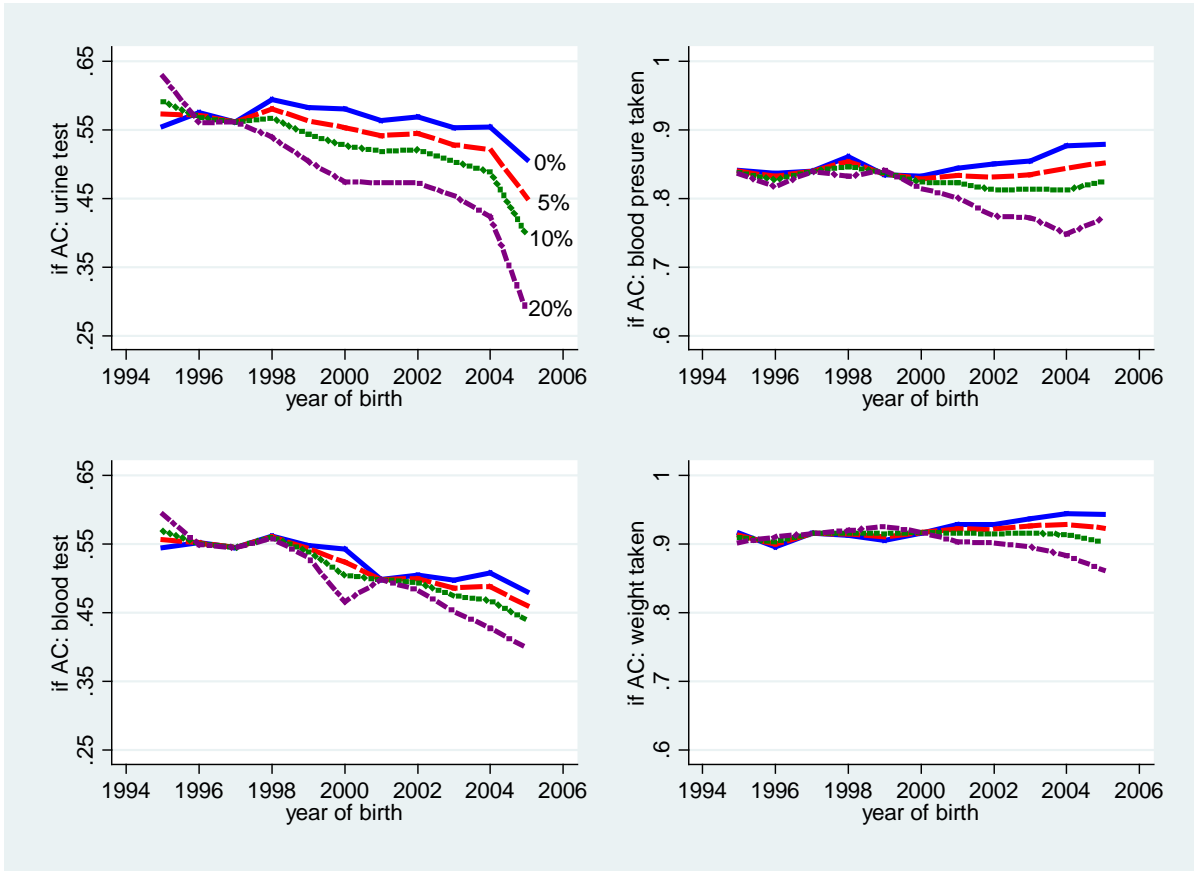 if AC: urine test
.65
.55
.45
.35
.25
0%
5%
10%
20%
1994 1996 1998 2000 2002 2004 2006
year of birth
if AC: blood presure taken
1
.9
.8
.7
.6
1994 1996 1998 2000 2002 2004 2006
year of birth
if AC: blood test
.65
.55
.45
.35
.25
1994 1996 1998 2000 2002 2004 2006
year of birth
if AC: weight taken
1
.9
.8
.7
.6
1994 1996 1998 2000 2002 2004 2006
year of birth